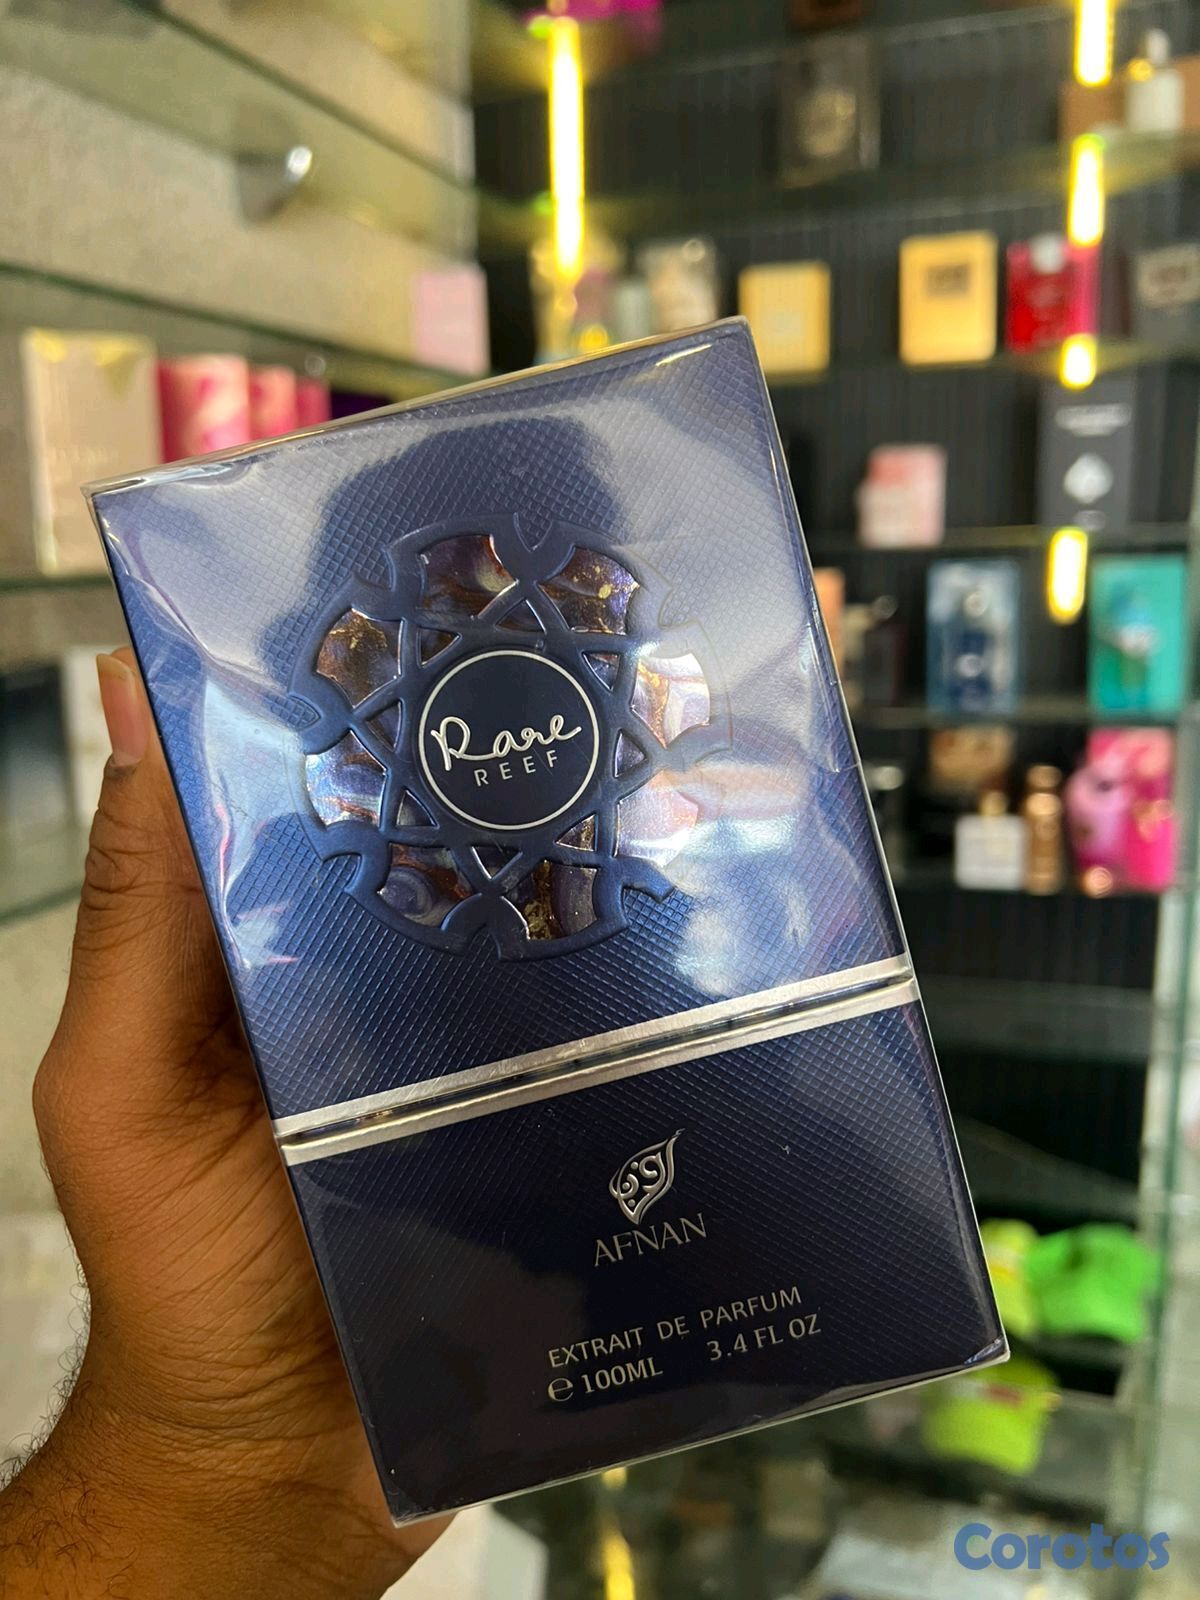 Rare
REEF
AFNAN
EXTRAIT DE PARFUM
e 100ML 3.4 FL OZ
Corotos